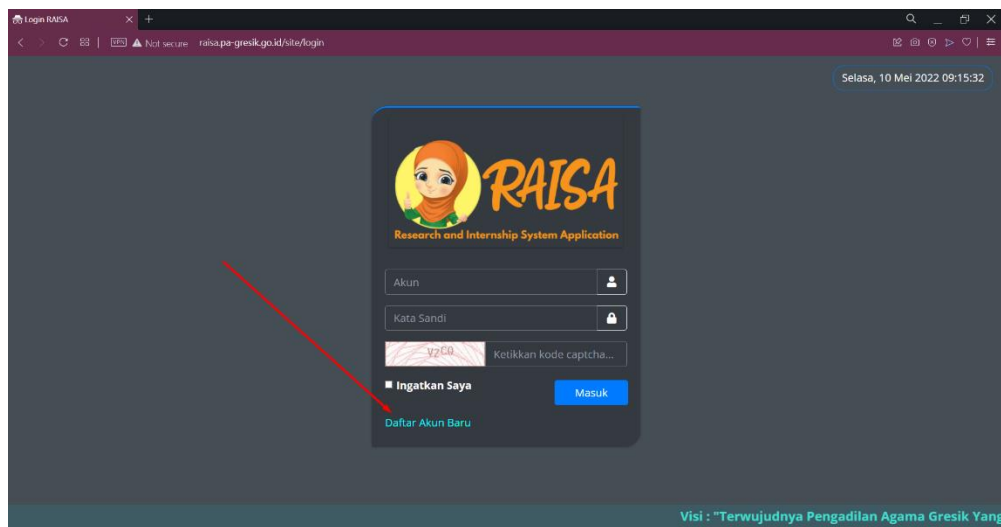 Login RAISA
VPN Not secure raisa.pa-gresik.go.id/site/login
Selasa, 10 Mei 2022 09:15:32
RAISA
Research and Internship System Application
Akun
Kata Sandi
Ketikkan kode captcha...
Ingatkan Saya
Masuk
Daftar Akun Baru
Visi : "Terwujudnya Pengadilan Agama Gresik Yang